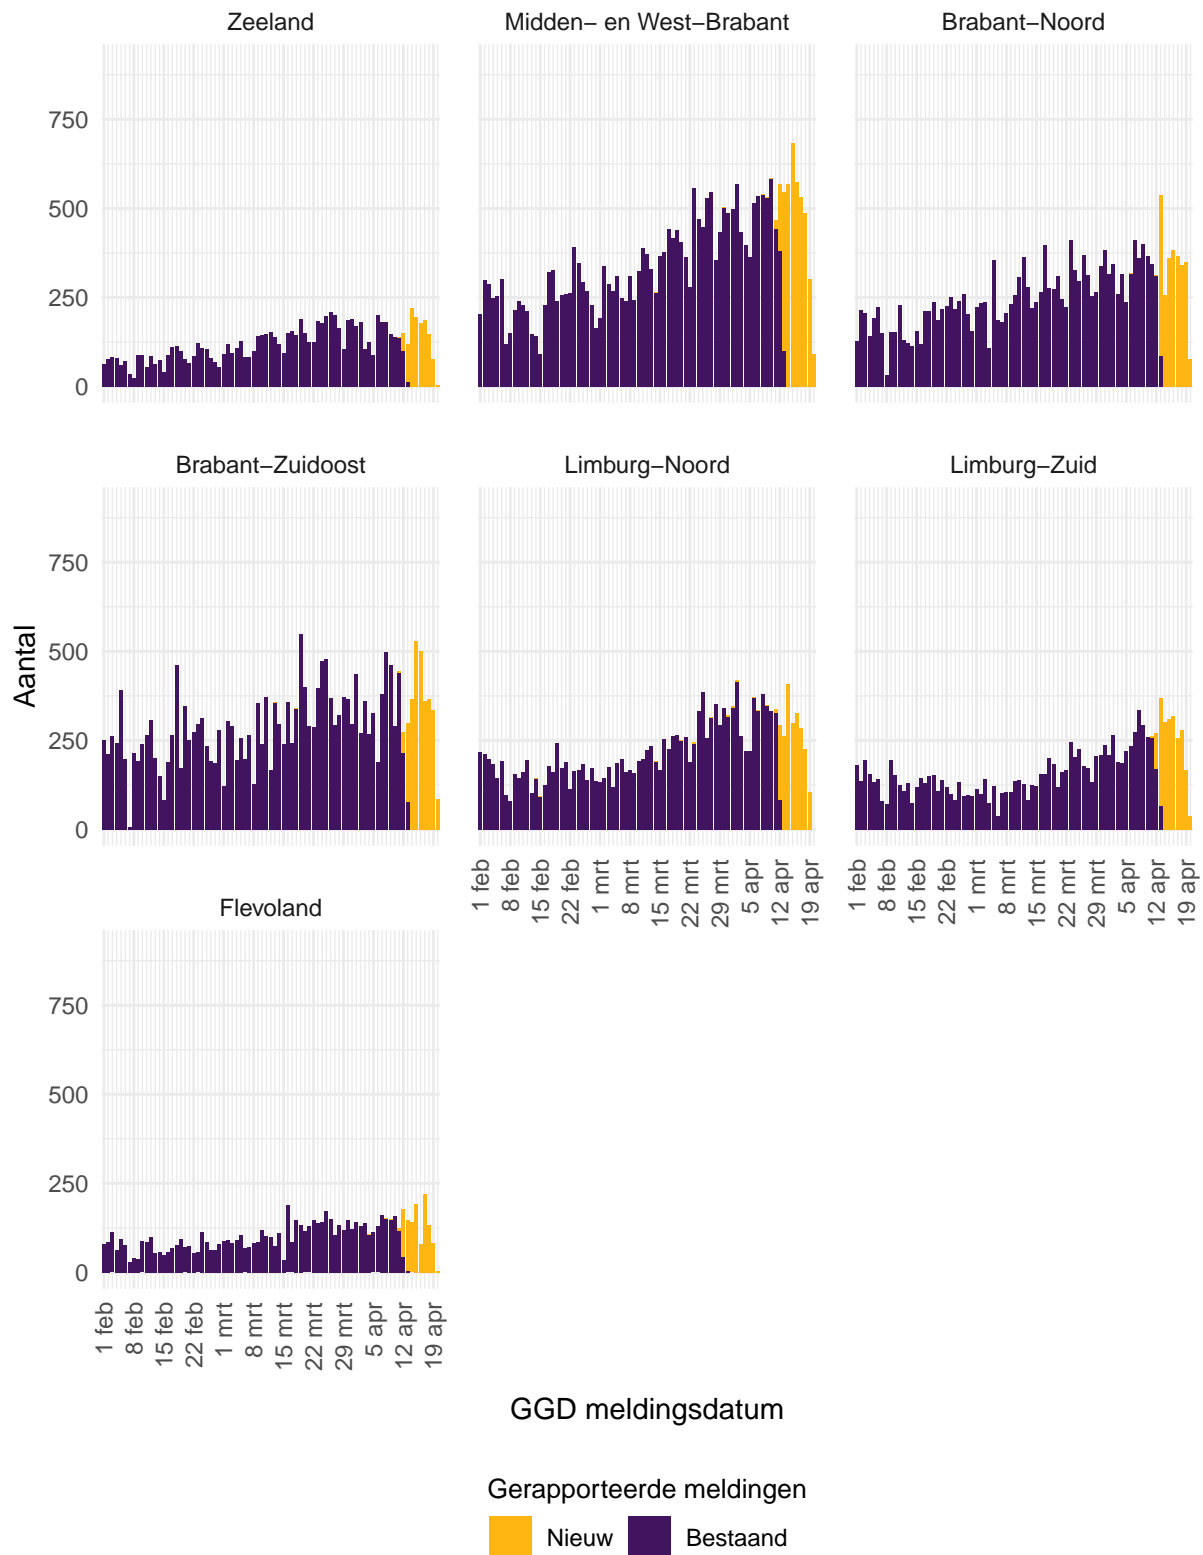 Zeeland
Midden− en West−Brabant
Brabant−Noord
750
500
250
0
Brabant−Zuidoost
Limburg−Noord
Limburg−Zuid
750
500
250
0
1 feb
8 feb
15 feb
22 feb
1 mrt
8 mrt
15 mrt
22 mrt
29 mrt
5 apr
12 apr
19 apr
1 feb
8 feb
15 feb
22 feb
1 mrt
8 mrt
15 mrt
22 mrt
29 mrt
5 apr
12 apr
19 apr
Flevoland
750
500
250
0
1 feb
8 feb
15 feb
22 feb
1 mrt
8 mrt
15 mrt
22 mrt
29 mrt
5 apr
12 apr
19 apr
Aantal
GGD meldingsdatum
Gerapporteerde meldingen
Nieuw
Bestaand